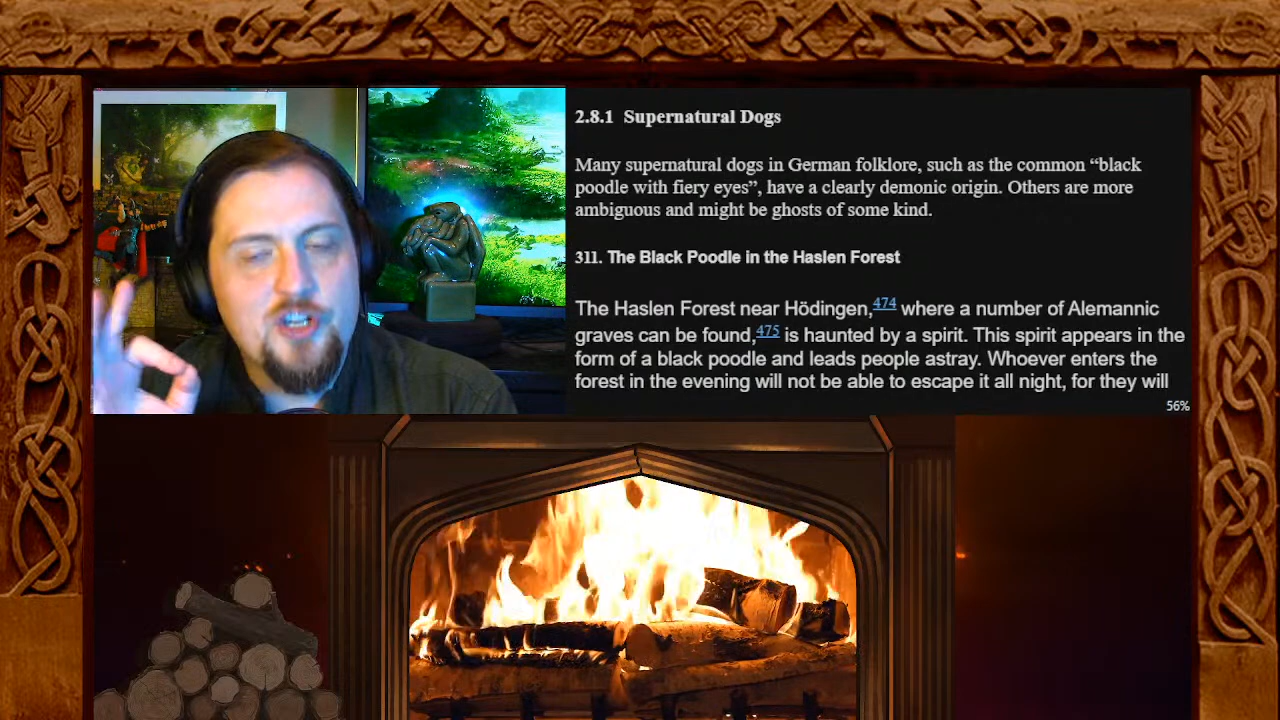 2.8.1 Supernatural Dogs
Many supernatural dogs in German folklore, such as the common “black
poodle with fiery eyes”, have a clearly demonic origin. Others are more
ambiguous and might be ghosts of some kind.
311. The Black Poodle in the Haslen Forest
The Haslen Forest near Hödingen,474 where a number of Alemannic
graves can be found,475 is haunted by a spirit. This spirit appears in the
form of a black poodle and leads people astray. Whoever enters the
forest in the evening will not be able to escape it all night, for they will
56%